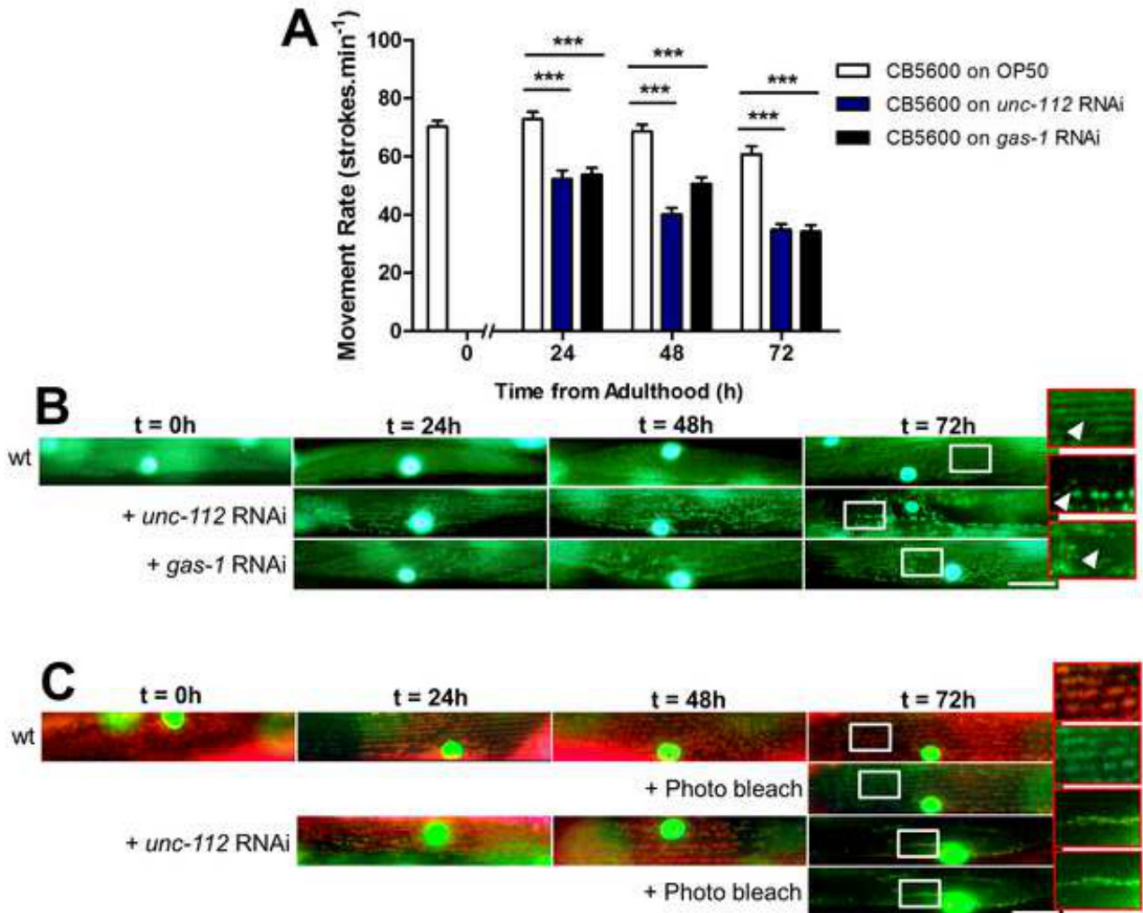 A
Movement Rate (strokes.min-1)
100
80
60
40
20
0
*** *** ***
*** *** ***
0 24 48 72
Time from Adulthood (h)
CB5600 on OP50
CB5600 on unc-112 RNAi
CB5600 on gas-1 RNAi
B
t = 0h t = 24h t = 48h t = 72h
wt
+ unc-112 RNAi
+ gas-1 RNAi
C
t = 0h t = 24h t = 48h t = 72h
wt
+ Photo bleach
+ unc-112 RNAi
+ Photo bleach